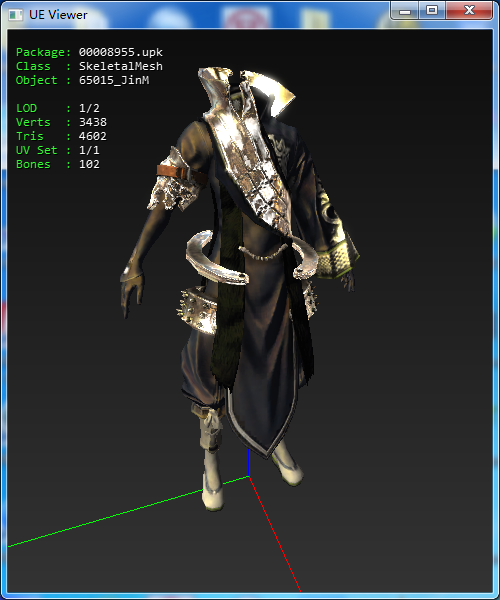 UE Viewer
Package: 00008955.upk
Class : SkeletalMesh
Object : 65015_JinM
LOD : 1/2
Verts : 3438
Tris : 4602
UV Set : 1/1
Bones : 102